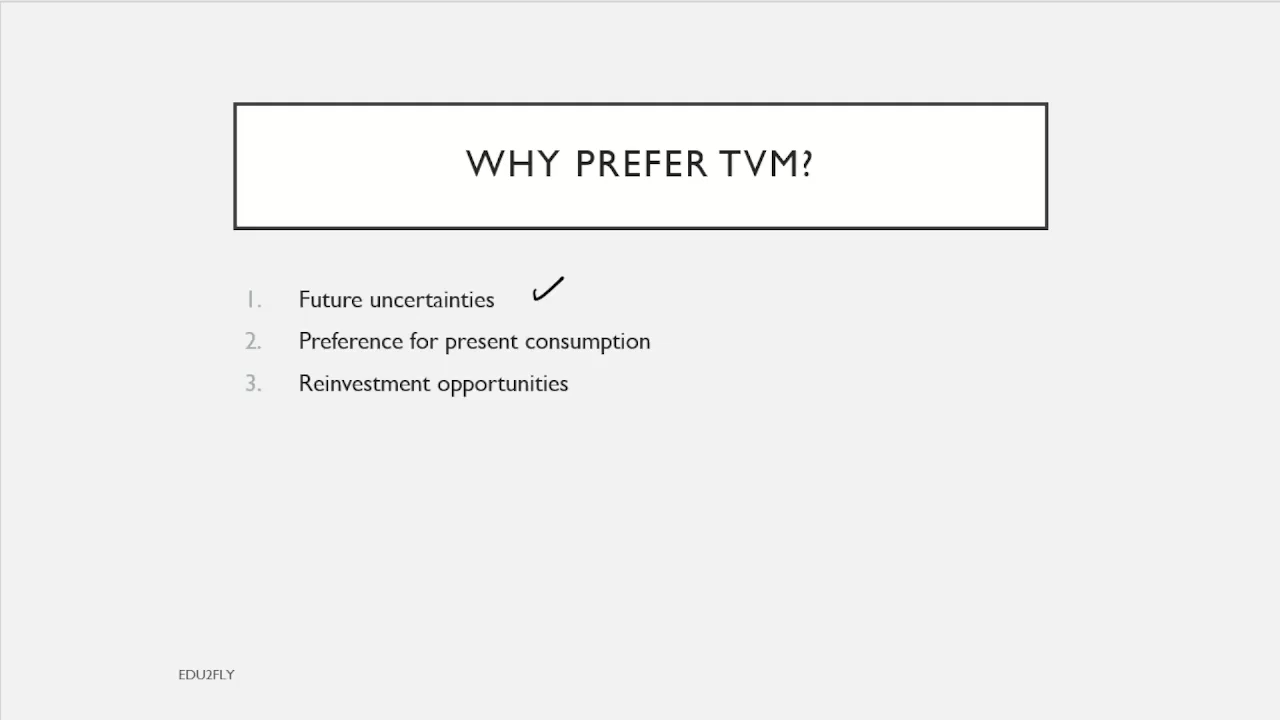 WHY PREFER TVM?
1. Future uncertainties
2. Preference for present consumption
3. Reinvestment opportunities
EDU2FLY